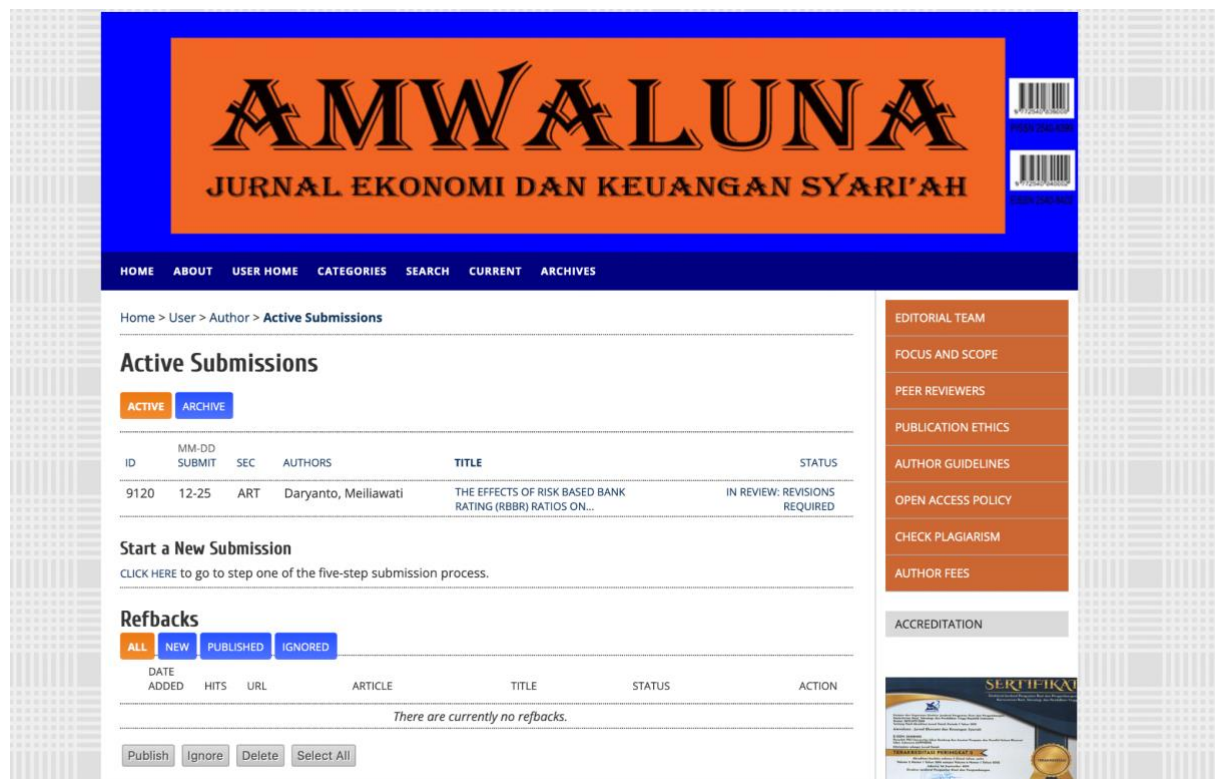 AMWALUNA
JURNAL EKONOMI DAN KEUANGAN SYARI'AH
HOME ABOUT USER HOME CATEGORIES SEARCH CURRENT ARCHIVES
Home > User > Author > Active Submissions
Active Submissions
ACTIVE ARCHIVE
MM-DD
ID SUBMIT SEC AUTHORS TITLE STATUS
9120 12-25 ART Daryanto, Meiliawati THE EFFECTS OF RISK BASED BANK IN REVIEW: REVISIONS
RATING (RBBR) RATIOS ON... REQUIRED
Start a New Submission
CLICK HERE to go to step one of the five-step submission process.
Refbacks
ALL NEW PUBLISHED IGNORED
DATE
ADDED HITS URL ARTICLE TITLE STATUS ACTION
There are currently no refbacks.
Publish Ignore Delete Select All
EDITORIAL TEAM
FOCUS AND SCOPE
PEER REVIEWERS
PUBLICATION ETHICS
AUTHOR GUIDELINES
OPEN ACCESS POLICY
CHECK PLAGIARISM
AUTHOR FEES
ACCREDITATION
SERTIFIKAT